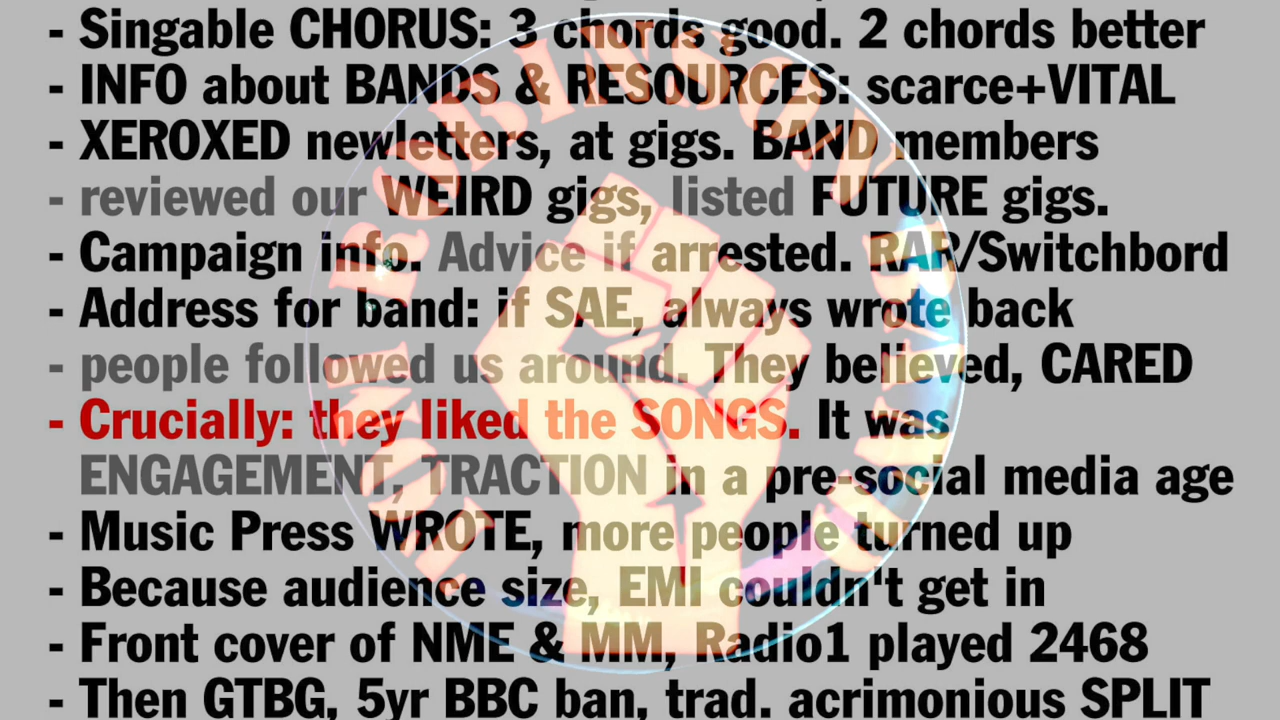 - Singable CHORUS: 3 chords good. 2 chords better
- INFO about BANDS & RESOURCES: scarce+VITAL
- XEROXED newletters, at gigs. BAND members
- reviewed our WEIRD gigs, listed FUTURE gigs.
- Campaign info. Advice if arrested. RAR/Switchbord
- Address for band: if SAE, always wrote back
- people followed us around. They believed, CARED
- Crucially: they liked the SONGS. It was
ENGAGEMENT, TRACTION in a pre-social media age
- Music Press WROTE, more people turned up
- Because audience size, EMI couldn't get in
- Front cover of NME & MM, Radio1 played 2468
- Then GTBG, 5yr BBC ban, trad. acrimonious SPLIT
TOM ROBINSON BAND